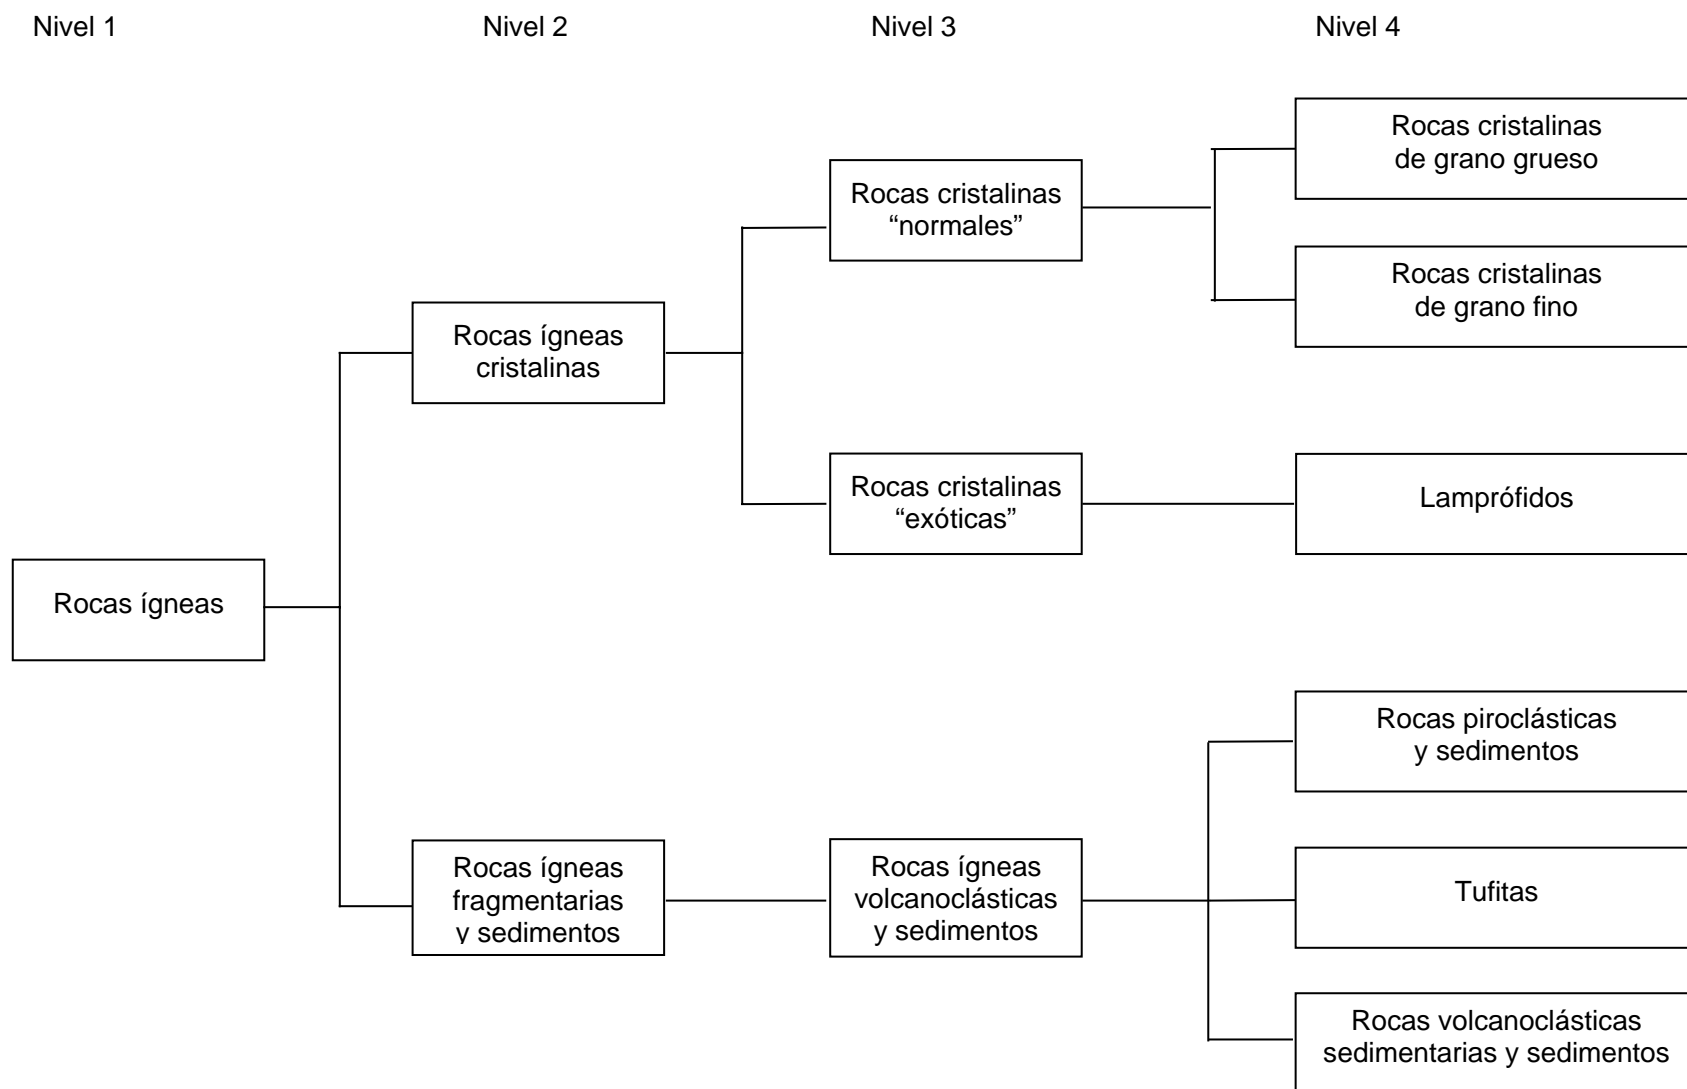 Nivel 1
Nivel 2
Nivel 3
Nivel 4
Rocas ígneas
Rocas ígneas
cristalinas
Rocas ígneas
fragmentarias
y sedimentos
Rocas cristalinas
“normales”
Rocas cristalinas
“exóticas”
Rocas ígneas
volcanoclásticas
y sedimentos
Rocas cristalinas
de grano grueso
Rocas cristalinas
de grano fino
Lamprófidos
Rocas piroclásticas
y sedimentos
Tufitas
Rocas volcanoclásticas
sedimentarias y sedimentos